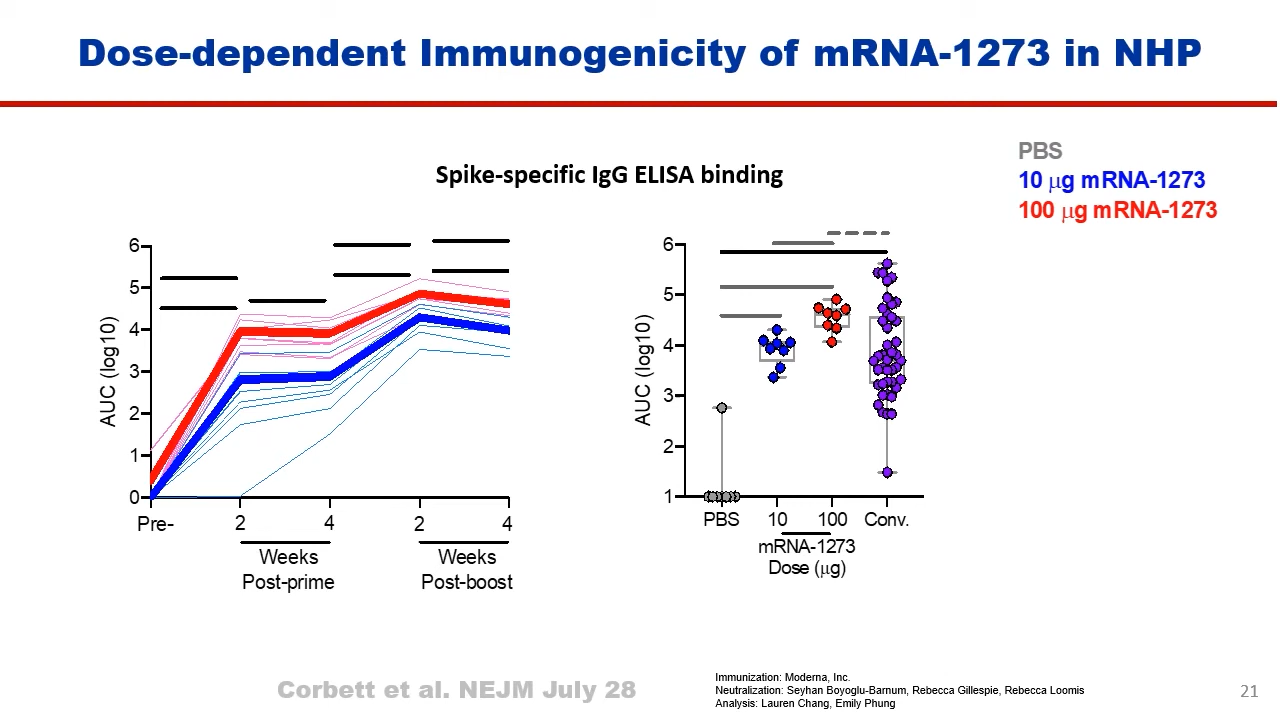 Dose-dependent Immunogenicity of mRNA-1273 in NHP
Spike-specific IgG ELISA binding
PBS
10 μg mRNA-1273
100 μg mRNA-1273
AUC (log10)
6
5
4
3
2
1
0
Pre-
2
4
2
4
Weeks
Post-prime
Weeks
Post-boost
AUC (log10)
6
5
4
3
2
1
PBS
10
100
Conv.
mRNA-1273
Dose (μg)
Corbett et al. NEJM July 28
Immunization: Moderna, Inc.
Neutralization: Seyhan Boyoglu-Barnum, Rebecca Gillespie, Rebecca Loomis
Analysis: Lauren Chang, Emily Phung
21